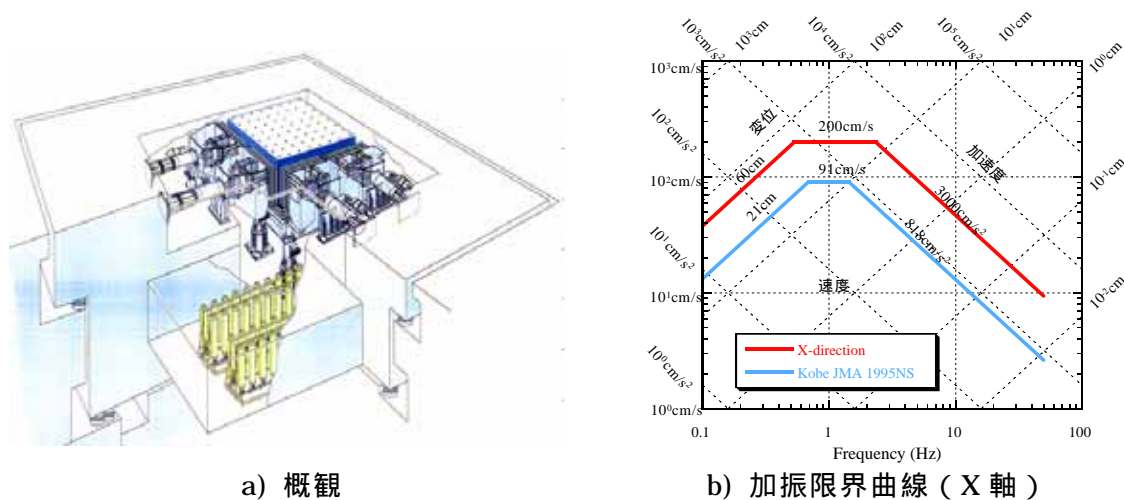 10³cm/s²
10³cm
10⁴cm/s²
10²cm
10⁵cm/s²
10¹cm
10⁰cm
10³cm/s
10²cm/s²
変位
200cm/s
加速度
60cm
10²cm/s
91cm/s
10⁻¹cm
21cm
3000cm/s²
10¹cm/s²
818cm/s²
速度
10¹cm/s
10⁻²cm
X-direction
Kobe JMA 1995NS
10⁰cm/s²
10⁰cm/s
0.1
1
10
100
Frequency (Hz)
a) 概観
b) 加振限界曲線（X 軸）